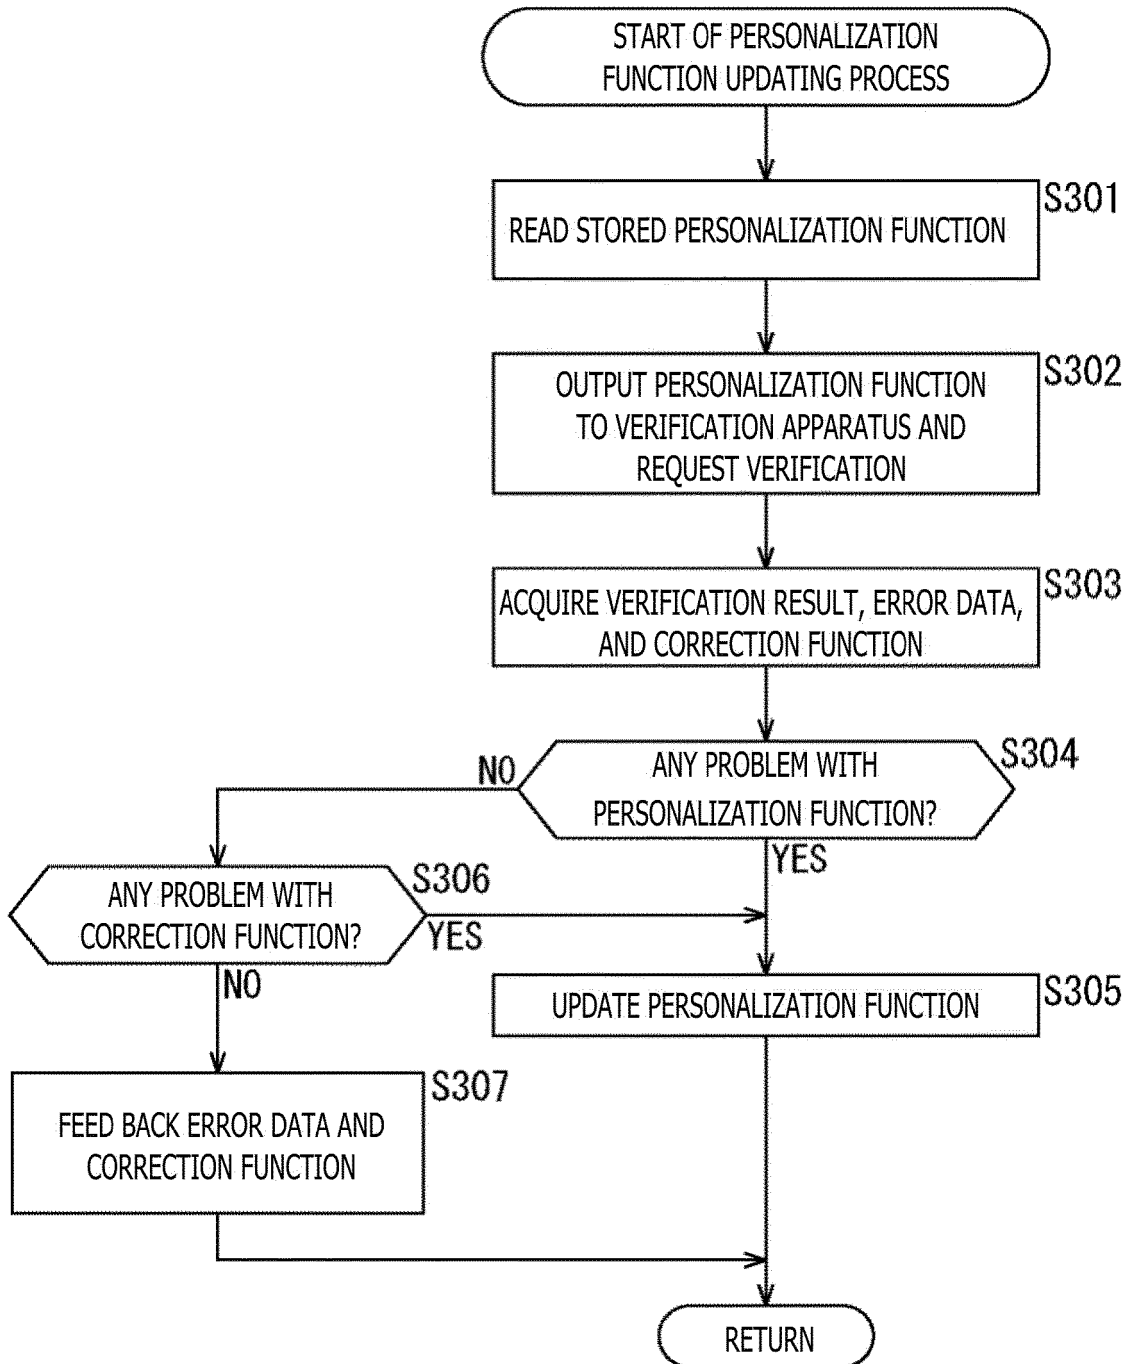 START OF PERSONALIZATION
FUNCTION UPDATING PROCESS
S301
READ STORED PERSONALIZATION FUNCTION
S302
OUTPUT PERSONALIZATION FUNCTION
TO VERIFICATION APPARATUS AND
REQUEST VERIFICATION
S303
ACQUIRE VERIFICATION RESULT, ERROR DATA,
AND CORRECTION FUNCTION
S304
ANY PROBLEM WITH
PERSONALIZATION FUNCTION?
NO
YES
S306
ANY PROBLEM WITH
CORRECTION FUNCTION?
YES
NO
S305
UPDATE PERSONALIZATION FUNCTION
S307
FEED BACK ERROR DATA AND
CORRECTION FUNCTION
RETURN